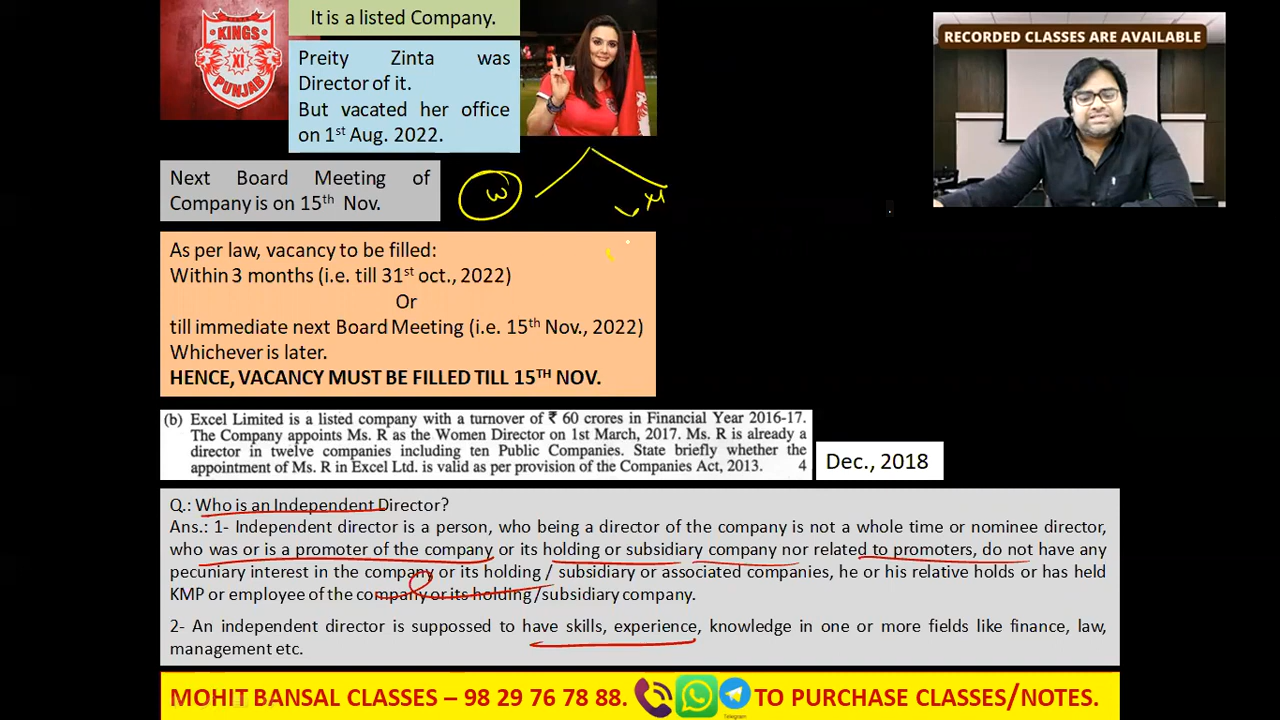 KINGS
XI
PUNJAB
It is a listed Company.
Preity Zinta was
Director of it.
But vacated her office
on 1st Aug. 2022.
RECORDED CLASSES ARE AVAILABLE
Next Board Meeting of
Company is on 15th Nov.
W
As per law, vacancy to be filled:
Within 3 months (i.e. till 31st oct., 2022)
Or
till immediate next Board Meeting (i.e. 15th Nov., 2022)
Whichever is later.
HENCE, VACANCY MUST BE FILLED TILL 15TH NOV.
(b) Excel Limited is a listed company with a turnover of ₹ 60 crores in Financial Year 2016-17.
The Company appoints Ms. R as the Women Director on 1st March, 2017. Ms. R is already a
director in twelve companies including ten Public Companies. State briefly whether the
appointment of Ms. R in Excel Ltd. is valid as per provision of the Companies Act, 2013. 4
Dec., 2018
Q.: Who is an Independent Director?
Ans.: 1- Independent director is a person, who being a director of the company is not a whole time or nominee director,
who was or is a promoter of the company or its holding or subsidiary company nor related to promoters, do not have any
pecuniary interest in the company or its holding / subsidiary or associated companies, he or his relative holds or has held
KMP or employee of the company or its holding/subsidiary company.
2- An independent director is suppossed to have skills, experience, knowledge in one or more fields like finance, law,
management etc.
MOHIT BANSAL CLASSES – 98 29 76 78 88. TO PURCHASE CLASSES/NOTES.
Telegram